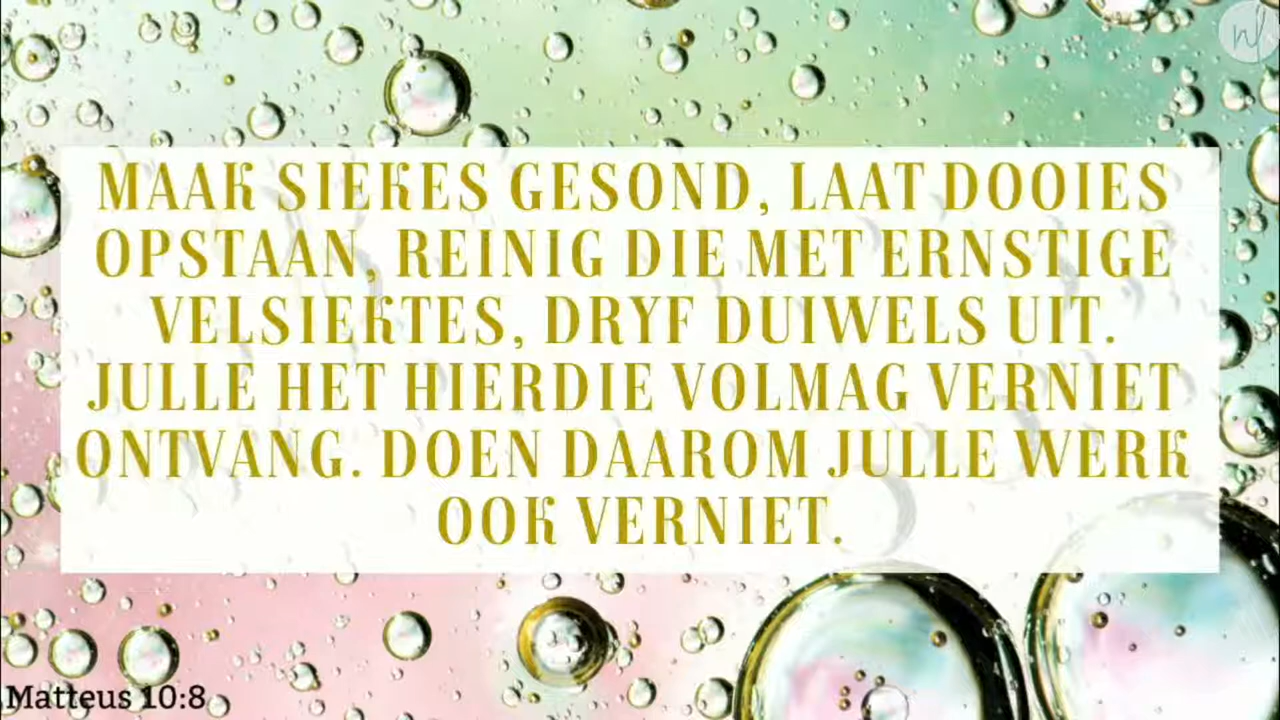 MAAK SIEKES GESOND, LAAT DOOIES
OPSTAAN, REINIG DIE MET ERNSTIGE
VELSIEKTES, DRYF DUIWELS UIT.
JULLE HET HIERDIE VOLMAG VERNIET
ONTVANG. DOEN DAAROM JULLE WERK
OOK VERNIET.
Matteus 10:8